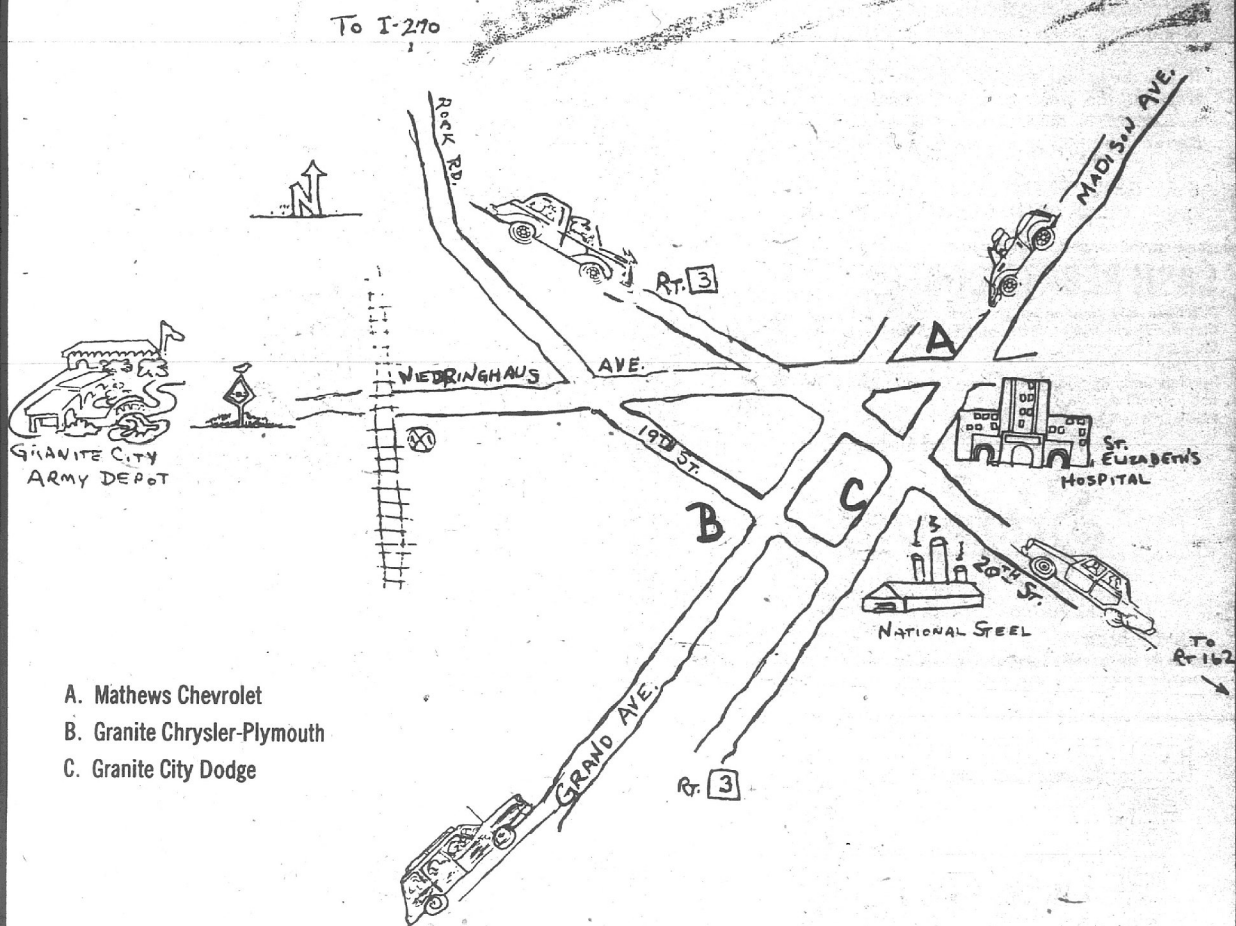 To I-270
ROCK RD.
MADISON AVE.
N
RT. 3
A
NIEDRINGHAUS AVE.
GRANITE CITY
ARMY DEPOT
19TH ST.
ST.
ELIZABETH'S
HOSPITAL
B
C
20TH ST.
NATIONAL STEEL
TO
RT 162
GRAND AVE.
RT. 3
A. Mathews Chevrolet
B. Granite Chrysler-Plymouth
C. Granite City Dodge